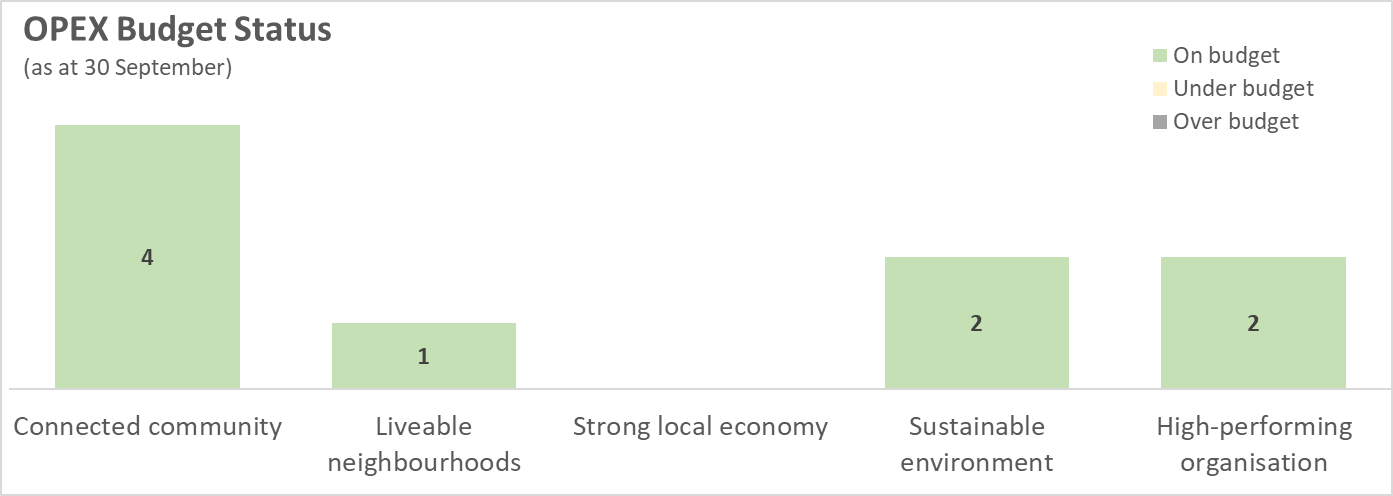 OPEX Budget Status
(as at 30 September)
On budget
Under budget
Over budget
4
1
2
2
Connected community
Liveable
neighbourhoods
Strong local economy
Sustainable
environment
High-performing
organisation